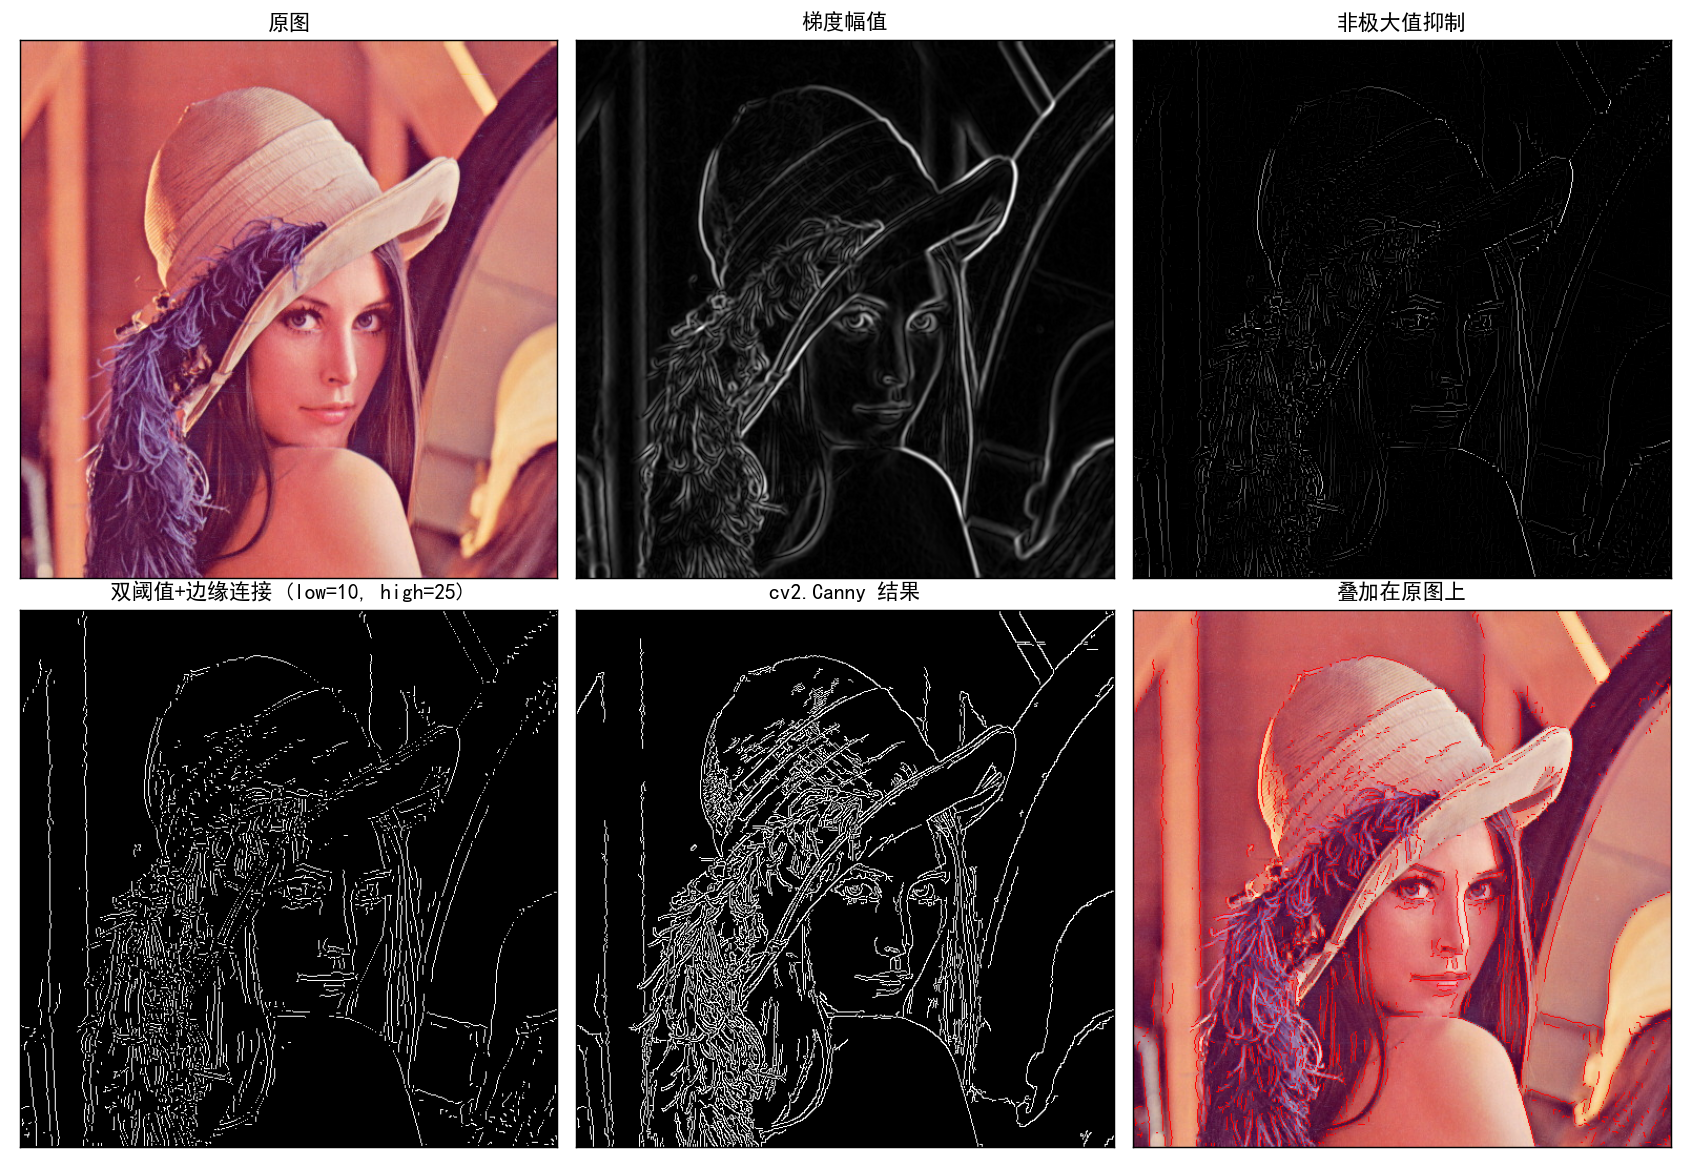 原图
梯度幅值
非极大值抑制
双阈值+边缘连接 (low=10, high=25)
cv2.Canny 结果
叠加在原图上